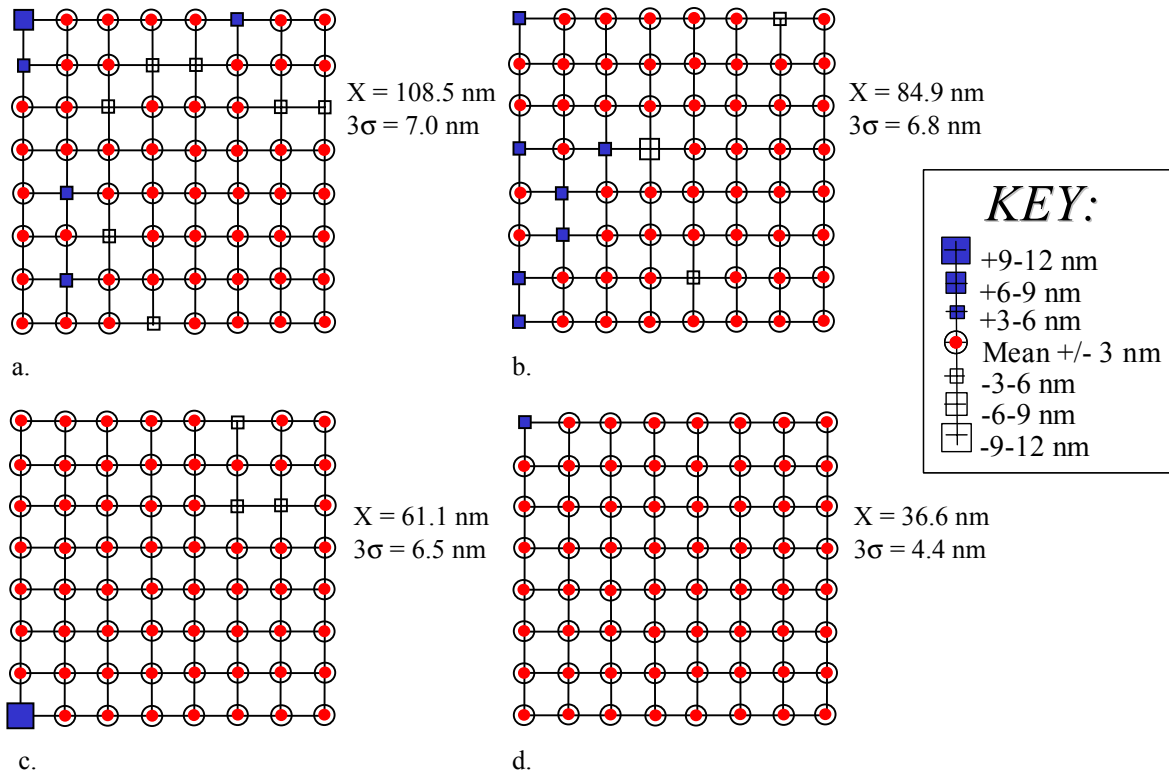 X = 108.5 nm
3σ = 7.0 nm
a.
X = 84.9 nm
3σ = 6.8 nm
b.
KEY:
+9-12 nm
+6-9 nm
+3-6 nm
Mean +/- 3 nm
-3-6 nm
-6-9 nm
-9-12 nm
X = 61.1 nm
3σ = 6.5 nm
c.
X = 36.6 nm
3σ = 4.4 nm
d.